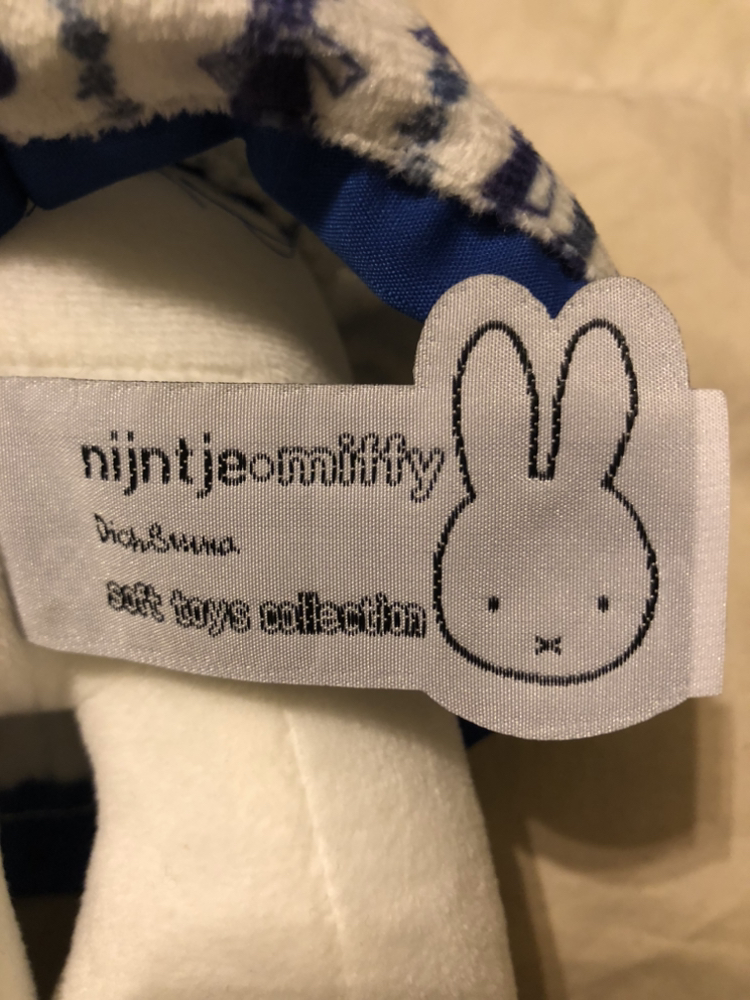 nijntje miffy
Dick Bruna
soft toys collection